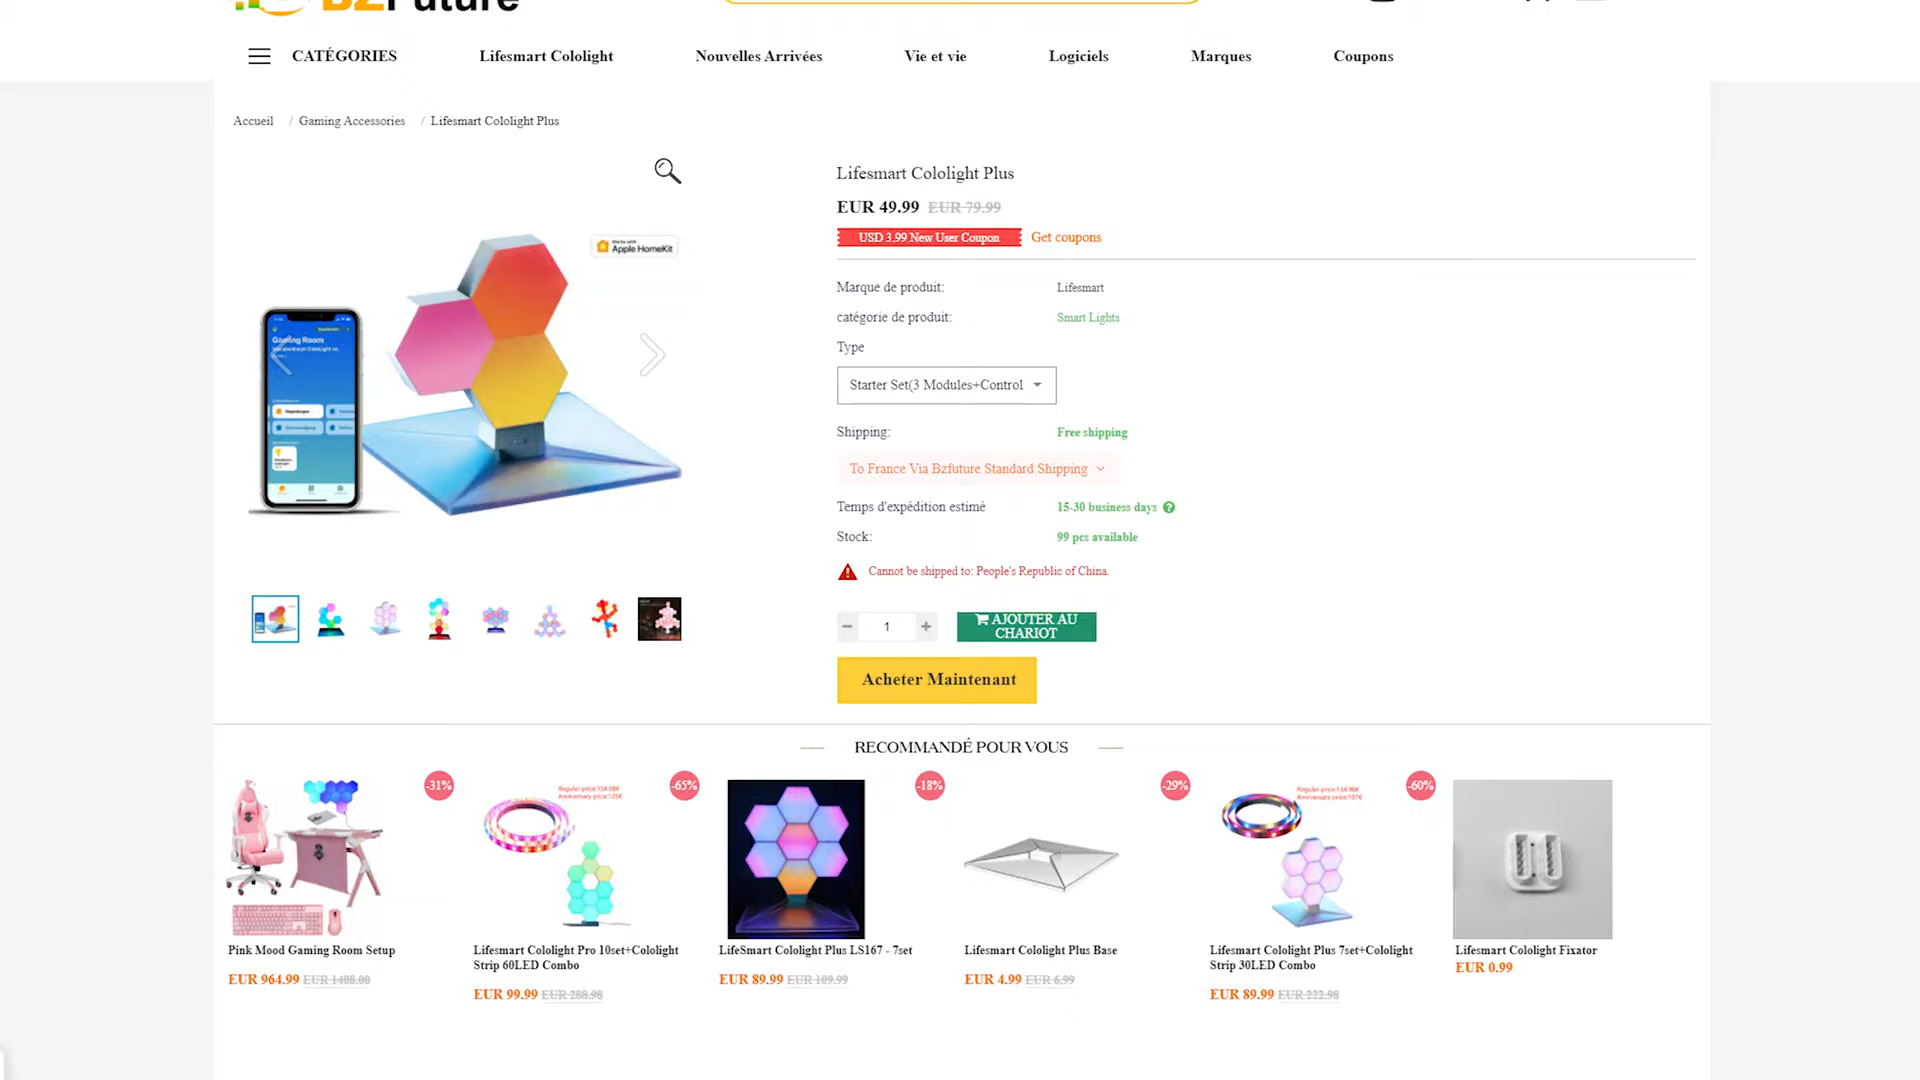 BZFuture
CATÉGORIES
Lifesmart Cololight
Nouvelles Arrivées
Vie et vie
Logiciels
Marques
Coupons
Accueil / Gaming Accessories / Lifesmart Cololight Plus
Works with
Apple HomeKit
Gaming Room
Lifesmart Cololight Plus
EUR 49.99 EUR 79.99
USD 3.99 New User Coupon Get coupons
Marque de produit: Lifesmart
catégorie de produit: Smart Lights
Type
Starter Set(3 Modules+Control
Shipping: Free shipping
To France Via Bzfuture Standard Shipping
Temps d'expédition estimé 15-30 business days ?
Stock: 99 pcs available
Cannot be shipped to: People's Republic of China.
− 1 +
AJOUTER AU
CHARIOT
Acheter Maintenant
RECOMMANDÉ POUR VOUS
-31%
Pink Mood Gaming Room Setup
EUR 964.99 EUR 1408.00
-65%
Lifesmart Cololight Pro 10set+Cololight
Strip 60LED Combo
EUR 99.99 EUR 288.98
-18%
LifeSmart Cololight Plus LS167 - 7set
EUR 89.99 EUR 109.99
-29%
Lifesmart Cololight Plus Base
EUR 4.99 EUR 6.99
-60%
Lifesmart Cololight Plus 7set+Cololight
Strip 30LED Combo
EUR 89.99 EUR 222.98
Lifesmart Cololight Fixator
EUR 0.99